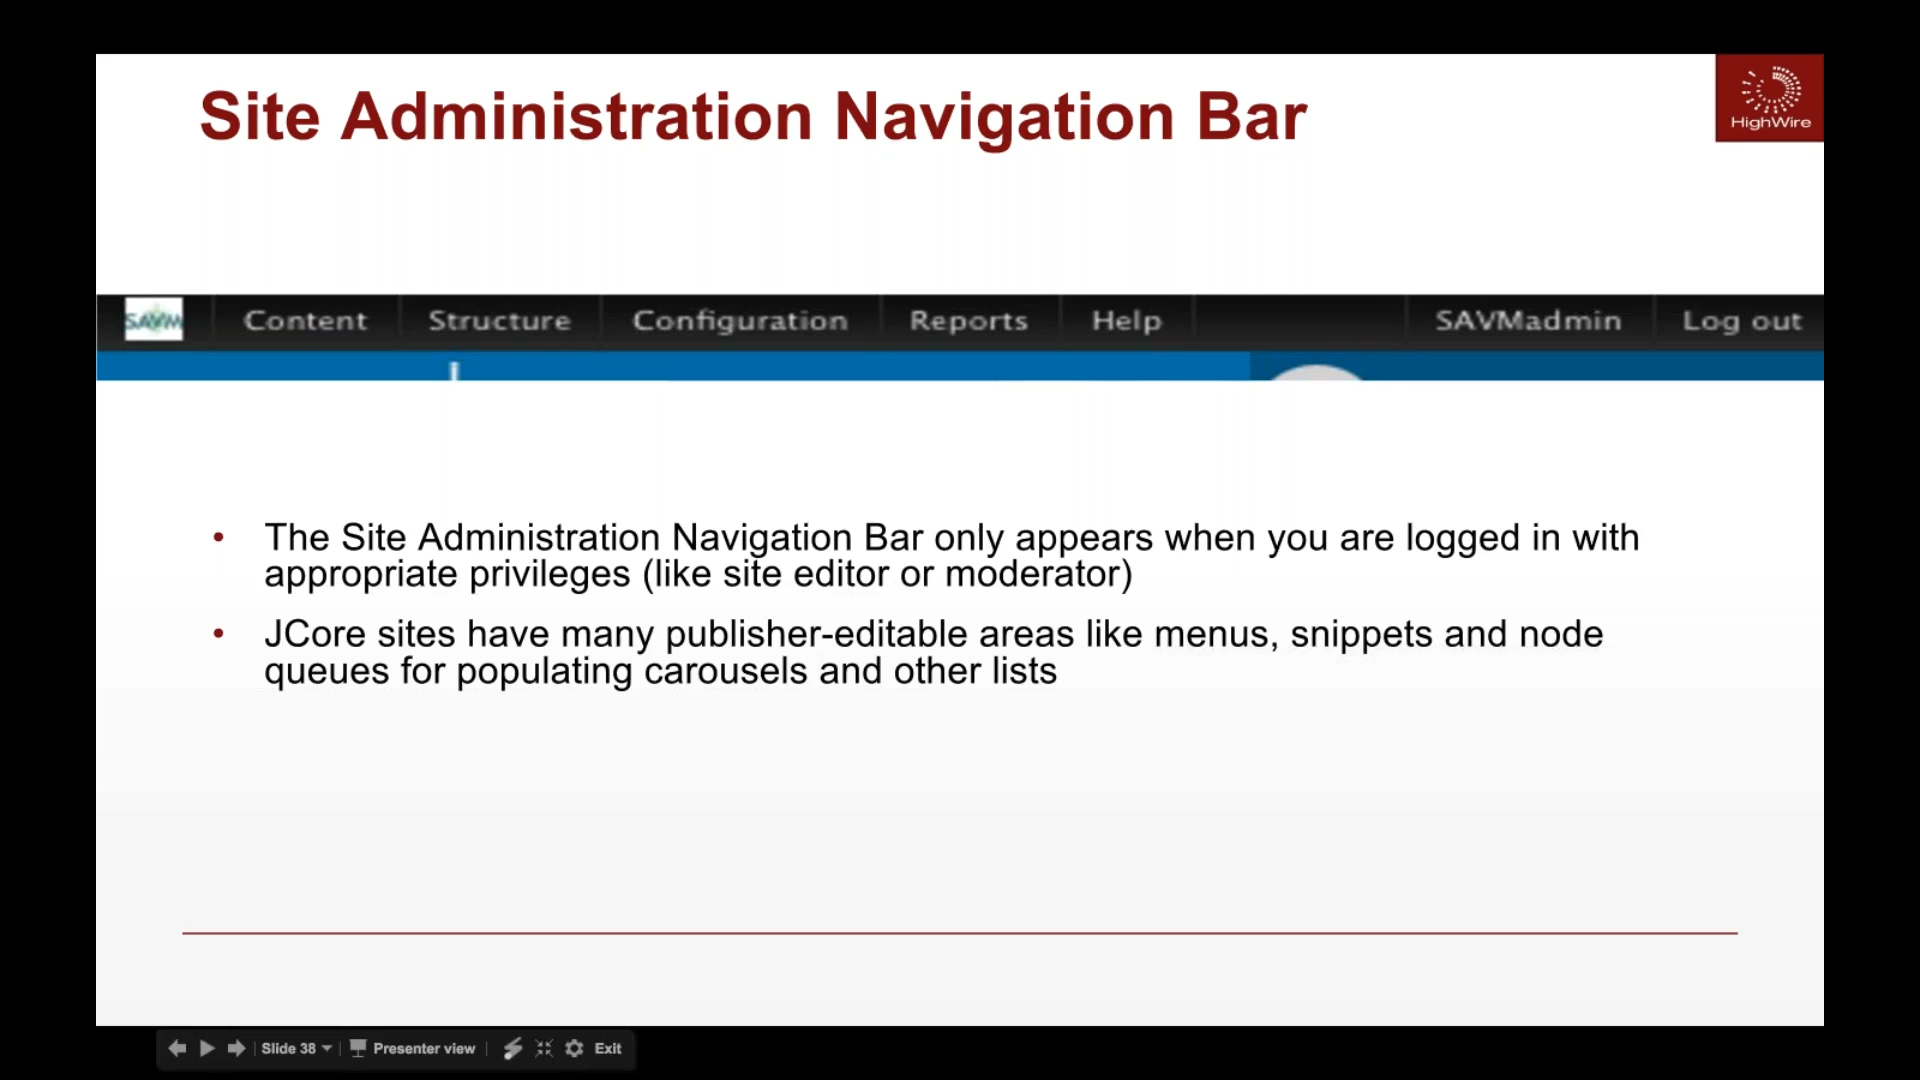 Site Administration Navigation Bar
HighWire
SAVM Content Structure Configuration Reports Help SAVMadmin Log out
• The Site Administration Navigation Bar only appears when you are logged in with
appropriate privileges (like site editor or moderator)
• JCore sites have many publisher-editable areas like menus, snippets and node
queues for populating carousels and other lists
Slide 38 Presenter view Exit